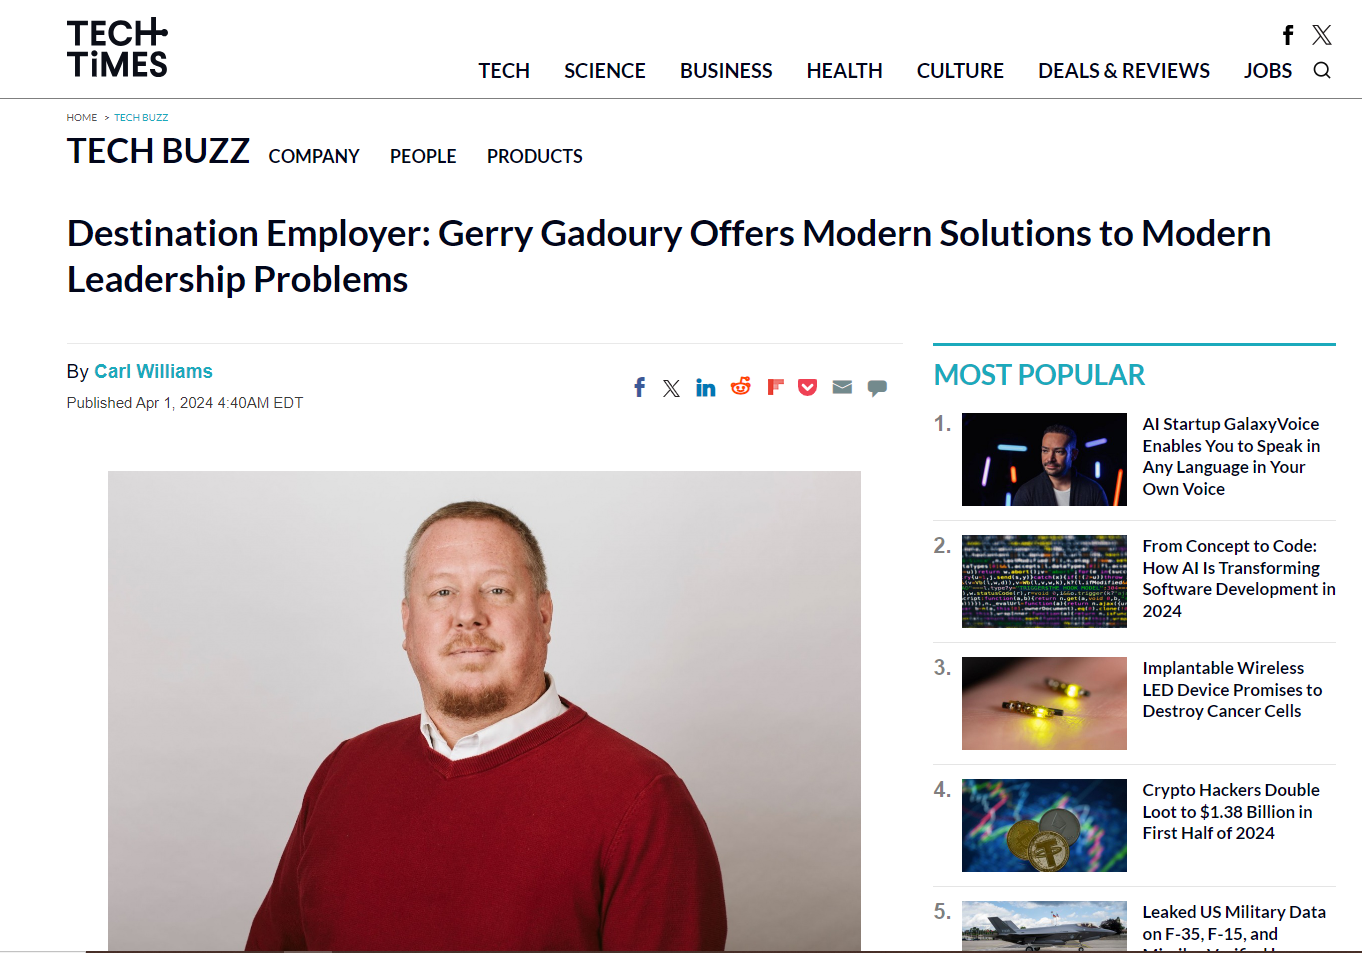 TECH
TiMES
TECH SCIENCE BUSINESS HEALTH CULTURE DEALS & REVIEWS JOBS
HOME > TECH BUZZ
TECH BUZZ COMPANY PEOPLE PRODUCTS
Destination Employer: Gerry Gadoury Offers Modern Solutions to Modern
Leadership Problems
By Carl Williams
Published Apr 1, 2024 4:40AM EDT
MOST POPULAR
1.
AI Startup GalaxyVoice
Enables You to Speak in
Any Language in Your
Own Voice
2.
From Concept to Code:
How AI Is Transforming
Software Development in
2024
3.
Implantable Wireless
LED Device Promises to
Destroy Cancer Cells
4.
Crypto Hackers Double
Loot to $1.38 Billion in
First Half of 2024
5.
Leaked US Military Data
on F-35, F-15, and